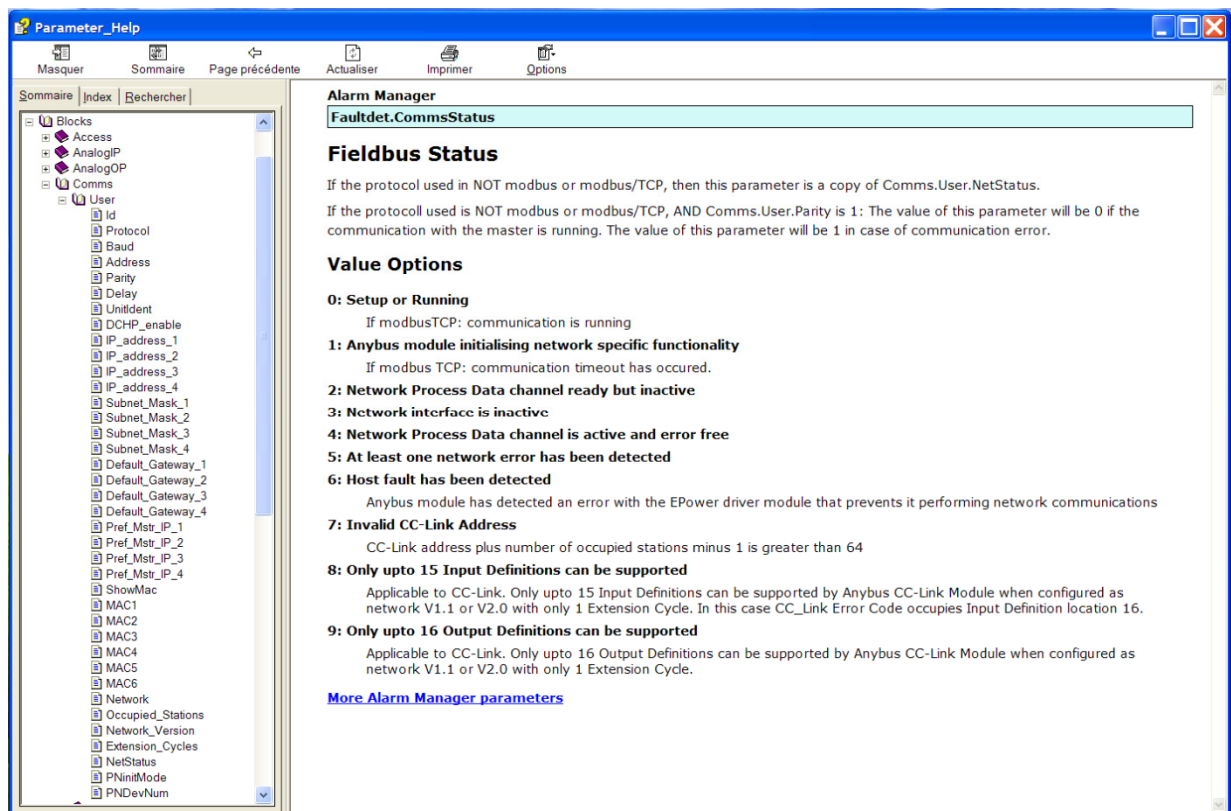 Parameter_Help
Masquer
Sommaire
Page précédente
Actualiser
Imprimer
Options
Sommaire
Index
Rechercher
Blocks
Access
AnalogIP
AnalogOP
Comms
User
Id
Protocol
Baud
Address
Parity
Delay
UnitIdent
DCHP_enable
IP_address_1
IP_address_2
IP_address_3
IP_address_4
Subnet_Mask_1
Subnet_Mask_2
Subnet_Mask_3
Subnet_Mask_4
Default_Gateway_1
Default_Gateway_2
Default_Gateway_3
Default_Gateway_4
Pref_Mstr_IP_1
Pref_Mstr_IP_2
Pref_Mstr_IP_3
Pref_Mstr_IP_4
ShowMac
MAC1
MAC2
MAC3
MAC4
MAC5
MAC6
Network
Occupied_Stations
Network_Version
Extension_Cycles
NetStatus
PNinitMode
PNDevNum
Alarm Manager
Faultdet.CommsStatus
Fieldbus Status
If the protocol used in NOT modbus or modbus/TCP, then this parameter is a copy of Comms.User.NetStatus.
If the protocoll used is NOT modbus or modbus/TCP, AND Comms.User.Parity is 1: The value of this parameter will be 0 if the
communication with the master is running. The value of this parameter will be 1 in case of communication error.
Value Options
0: Setup or Running
If modbusTCP: communication is running
1: Anybus module initialising network specific functionality
If modbus TCP: communication timeout has occured.
2: Network Process Data channel ready but inactive
3: Network interface is inactive
4: Network Process Data channel is active and error free
5: At least one network error has been detected
6: Host fault has been detected
Anybus module has detected an error with the EPower driver module that prevents it performing network communications
7: Invalid CC-Link Address
CC-Link address plus number of occupied stations minus 1 is greater than 64
8: Only upto 15 Input Definitions can be supported
Applicable to CC-Link. Only upto 15 Input Definitions can be supported by Anybus CC-Link Module when configured as
network V1.1 or V2.0 with only 1 Extension Cycle. In this case CC_Link Error Code occupies Input Definition location 16.
9: Only upto 16 Output Definitions can be supported
Applicable to CC-Link. Only upto 16 Output Definitions can be supported by Anybus CC-Link Module when configured as
network V1.1 or V2.0 with only 1 Extension Cycle.
More Alarm Manager parameters